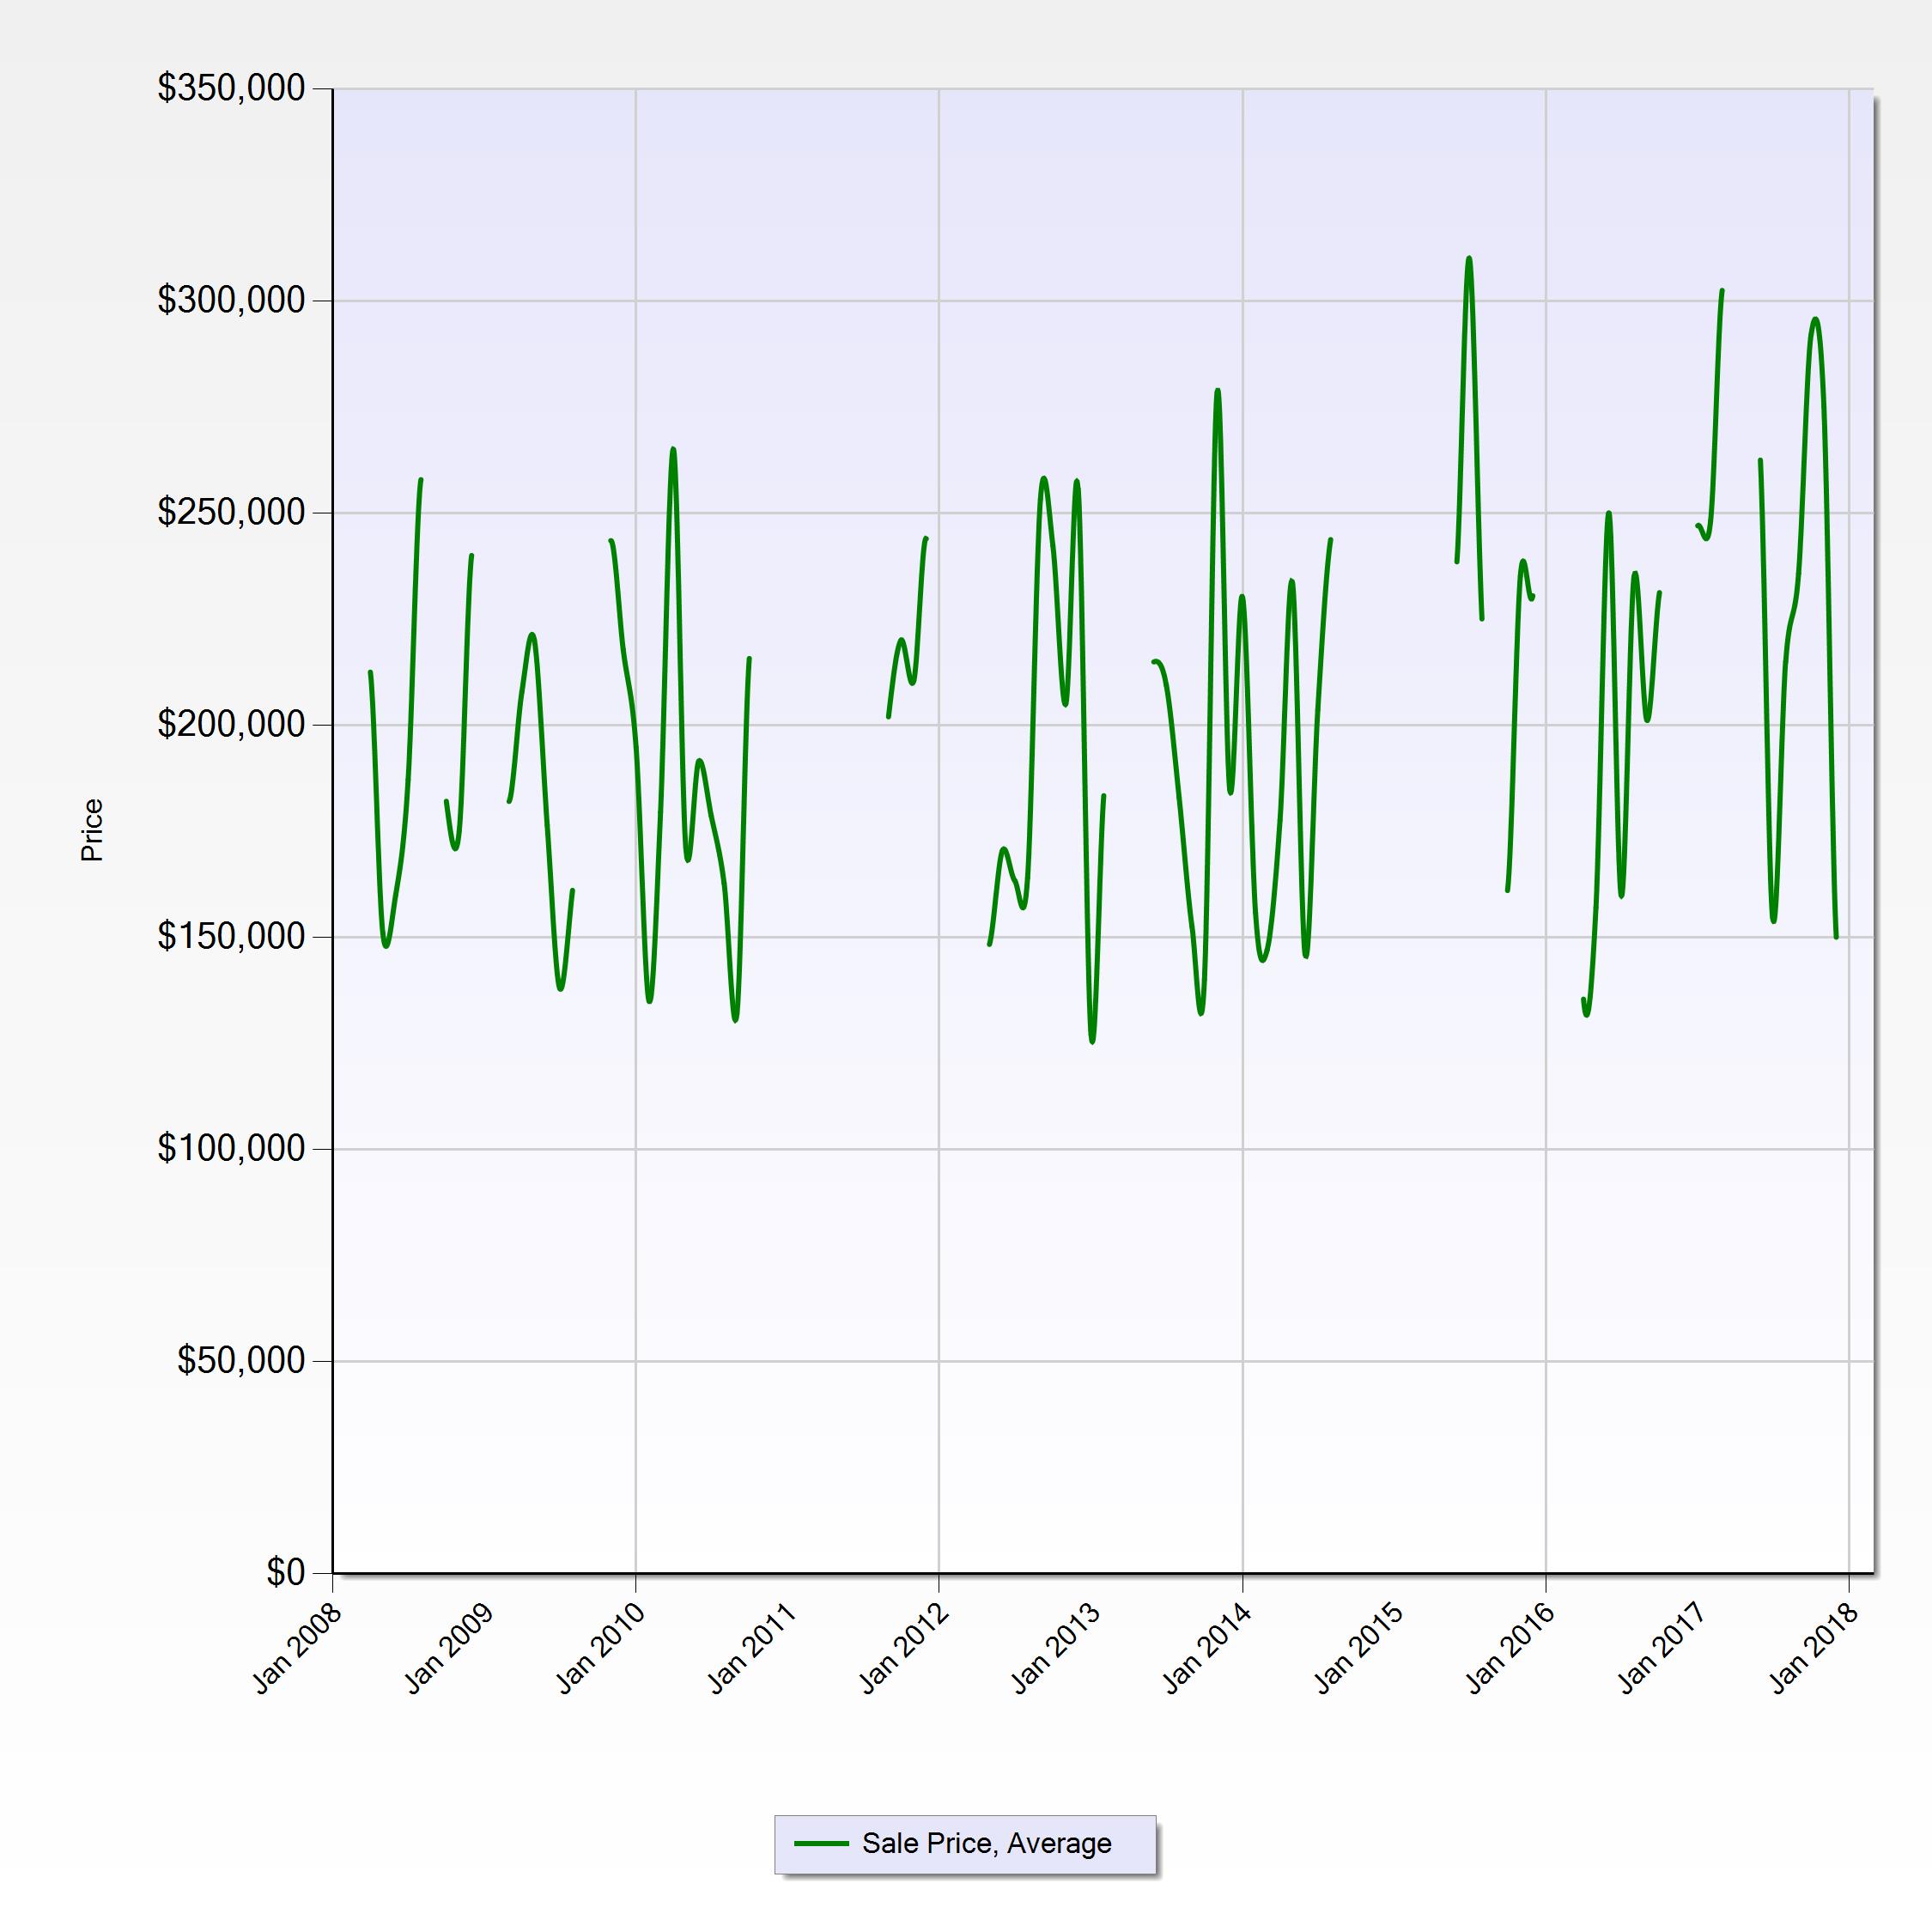 $350,000
$300,000
$250,000
$200,000
$150,000
$100,000
$50,000
$0
Price
Jan 2008
Jan 2009
Jan 2010
Jan 2011
Jan 2012
Jan 2013
Jan 2014
Jan 2015
Jan 2016
Jan 2017
Jan 2018
Sale Price, Average